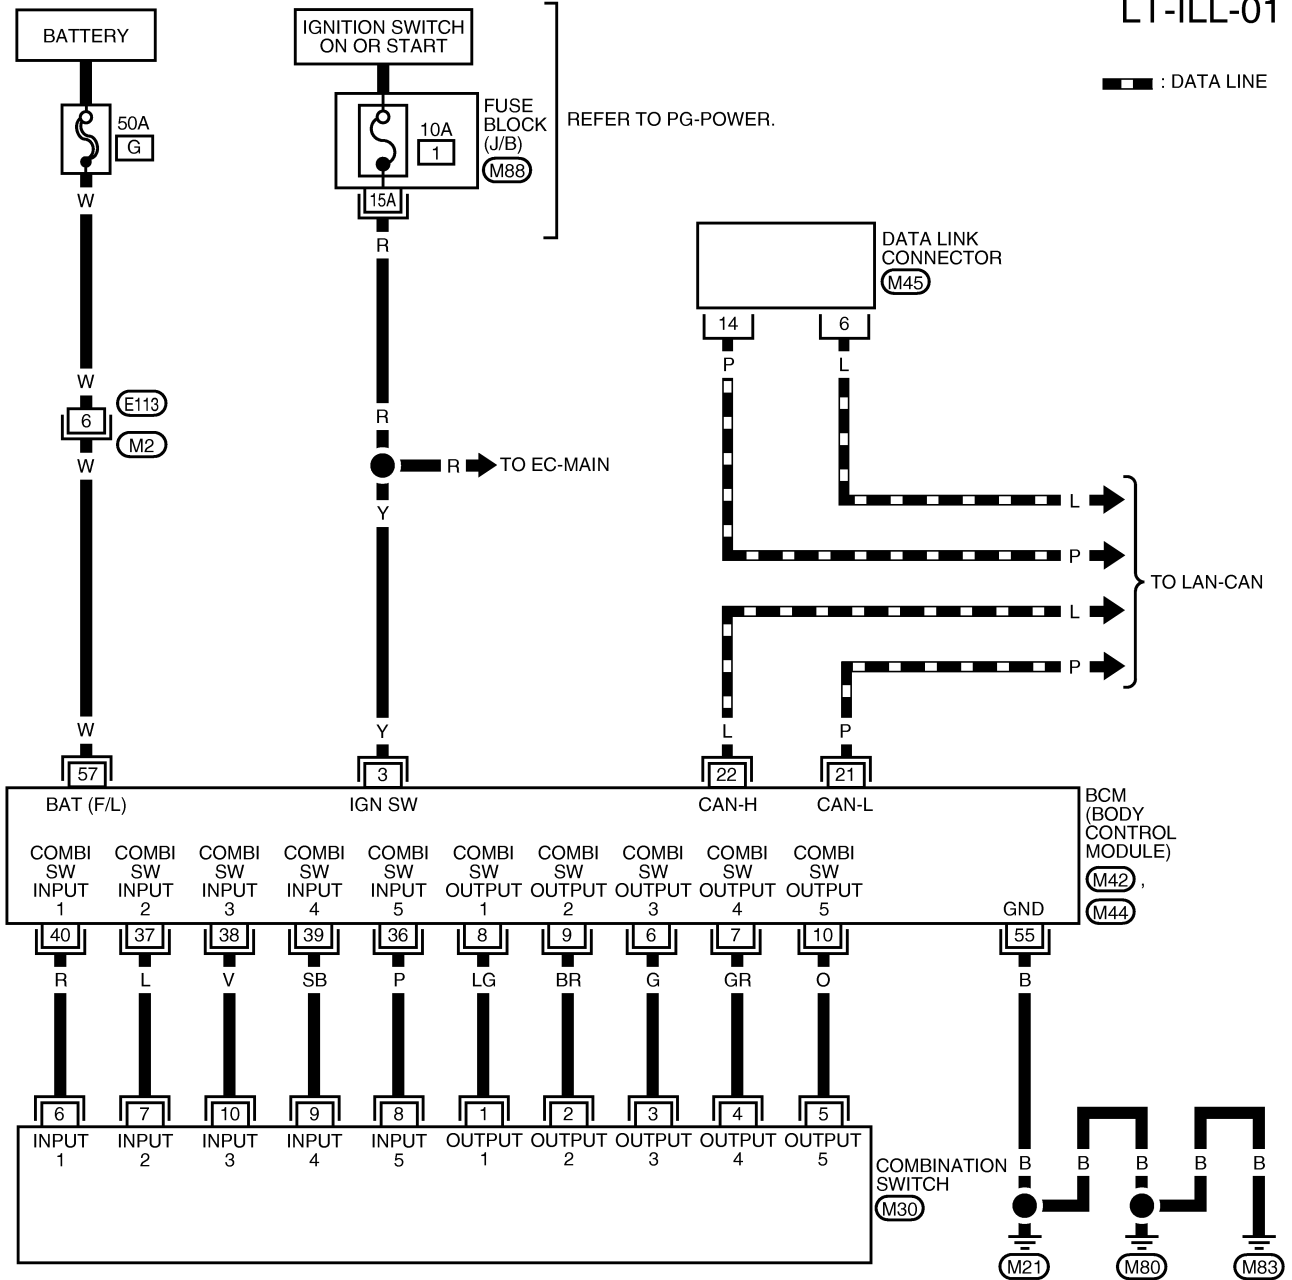 LT-ILL-01
BATTERY
IGNITION SWITCH
ON OR START
: DATA LINE
50A
G
10A
1
FUSE
BLOCK
(J/B)
M88
REFER TO PG-POWER.
15A
W
R
DATA LINK
CONNECTOR
M45
14
6
P
L
W
R
6
E113
M2
W
R
TO EC-MAIN
Y
L
P
L
P
TO LAN-CAN
W
Y
L
P
57
3
22
21
BAT (F/L)
IGN SW
CAN-H
CAN-L
BCM
(BODY
CONTROL
MODULE)
M42 ,
M44
COMBI
SW
INPUT
1
COMBI
SW
INPUT
2
COMBI
SW
INPUT
3
COMBI
SW
INPUT
4
COMBI
SW
INPUT
5
COMBI
SW
OUTPUT
1
COMBI
SW
OUTPUT
2
COMBI
SW
OUTPUT
3
COMBI
SW
OUTPUT
4
COMBI
SW
OUTPUT
5
GND
40
37
38
39
36
8
9
6
7
10
55
R
L
V
SB
P
LG
BR
G
GR
O
B
6
7
10
9
8
1
2
3
4
5
INPUT
1
INPUT
2
INPUT
3
INPUT
4
INPUT
5
OUTPUT
1
OUTPUT
2
OUTPUT
3
OUTPUT
4
OUTPUT
5
COMBINATION
SWITCH
M30
B
B
B
B
B
M21
M80
M83